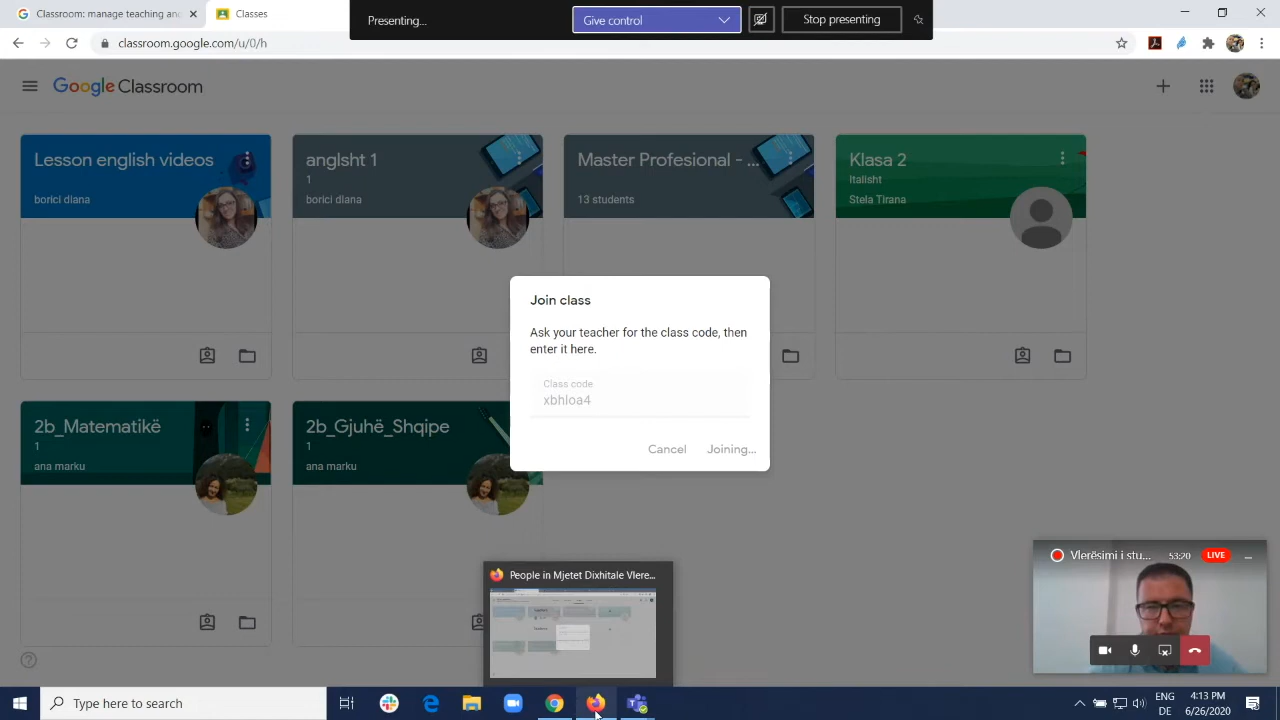 Classroom: manage teaching and
Classes
Presenting...
Give control
Stop presenting
classroom.google.com/u/0/h
Google Classroom
Lesson english videos
borici diana
anglsht 1
1
borici diana
Master Profesional - ...
13 students
Klasa 2
Italisht
Stela Tirana
Join class
Ask your teacher for the class code, then
enter it here.
Class code
xbhloa4
Cancel
Joining...
2b_Matematikë
1
ana marku
2b_Gjuhë_Shqipe
1
ana marku
People in Mjetet Dixhitale Vlere...
Vlerësimi i stu...
53:20
LIVE
Type here to search
ENG
DE
4:13 PM
6/26/2020